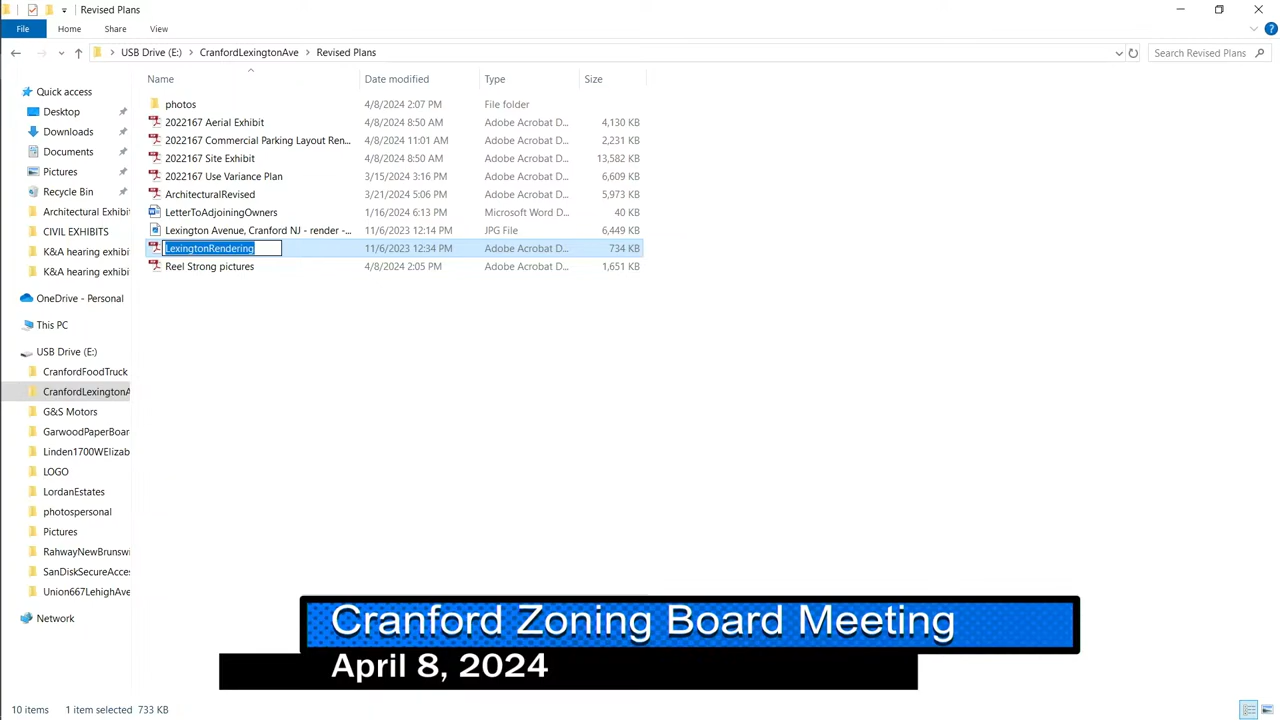 Revised Plans
File
Home
Share
View
USB Drive (E:) > CranfordLexingtonAve > Revised Plans
Search Revised Plans
Name
Date modified
Type
Size
photos 4/8/2024 2:07 PM File folder
2022167 Aerial Exhibit 4/8/2024 8:50 AM Adobe Acrobat D... 4,130 KB
2022167 Commercial Parking Layout Ren... 4/8/2024 11:01 AM Adobe Acrobat D... 2,231 KB
2022167 Site Exhibit 4/8/2024 8:50 AM Adobe Acrobat D... 13,582 KB
2022167 Use Variance Plan 3/15/2024 3:16 PM Adobe Acrobat D... 6,609 KB
ArchitecturalRevised 3/21/2024 5:06 PM Adobe Acrobat D... 5,973 KB
LetterToAdjoiningOwners 1/16/2024 6:13 PM Microsoft Word D... 40 KB
Lexington Avenue, Cranford NJ - render -... 11/6/2023 12:14 PM JPG File 6,449 KB
LexingtonRendering 11/6/2023 12:34 PM Adobe Acrobat D... 734 KB
Reel Strong pictures 4/8/2024 2:05 PM Adobe Acrobat D... 1,651 KB
Quick access
Desktop
Downloads
Documents
Pictures
Recycle Bin
Architectural Exhibit
CIVIL EXHIBITS
K&A hearing exhibi
K&A hearing exhibi
OneDrive - Personal
This PC
USB Drive (E:)
CranfordFoodTruck
CranfordLexingtonA
G&S Motors
GarwoodPaperBoar
Linden1700WElizab
LOGO
LordanEstates
photospersonal
Pictures
RahwayNewBrunswi
SanDiskSecureAcces
Union667LehighAve
Network
Cranford Zoning Board Meeting
April 8, 2024
10 items
1 item selected 733 KB